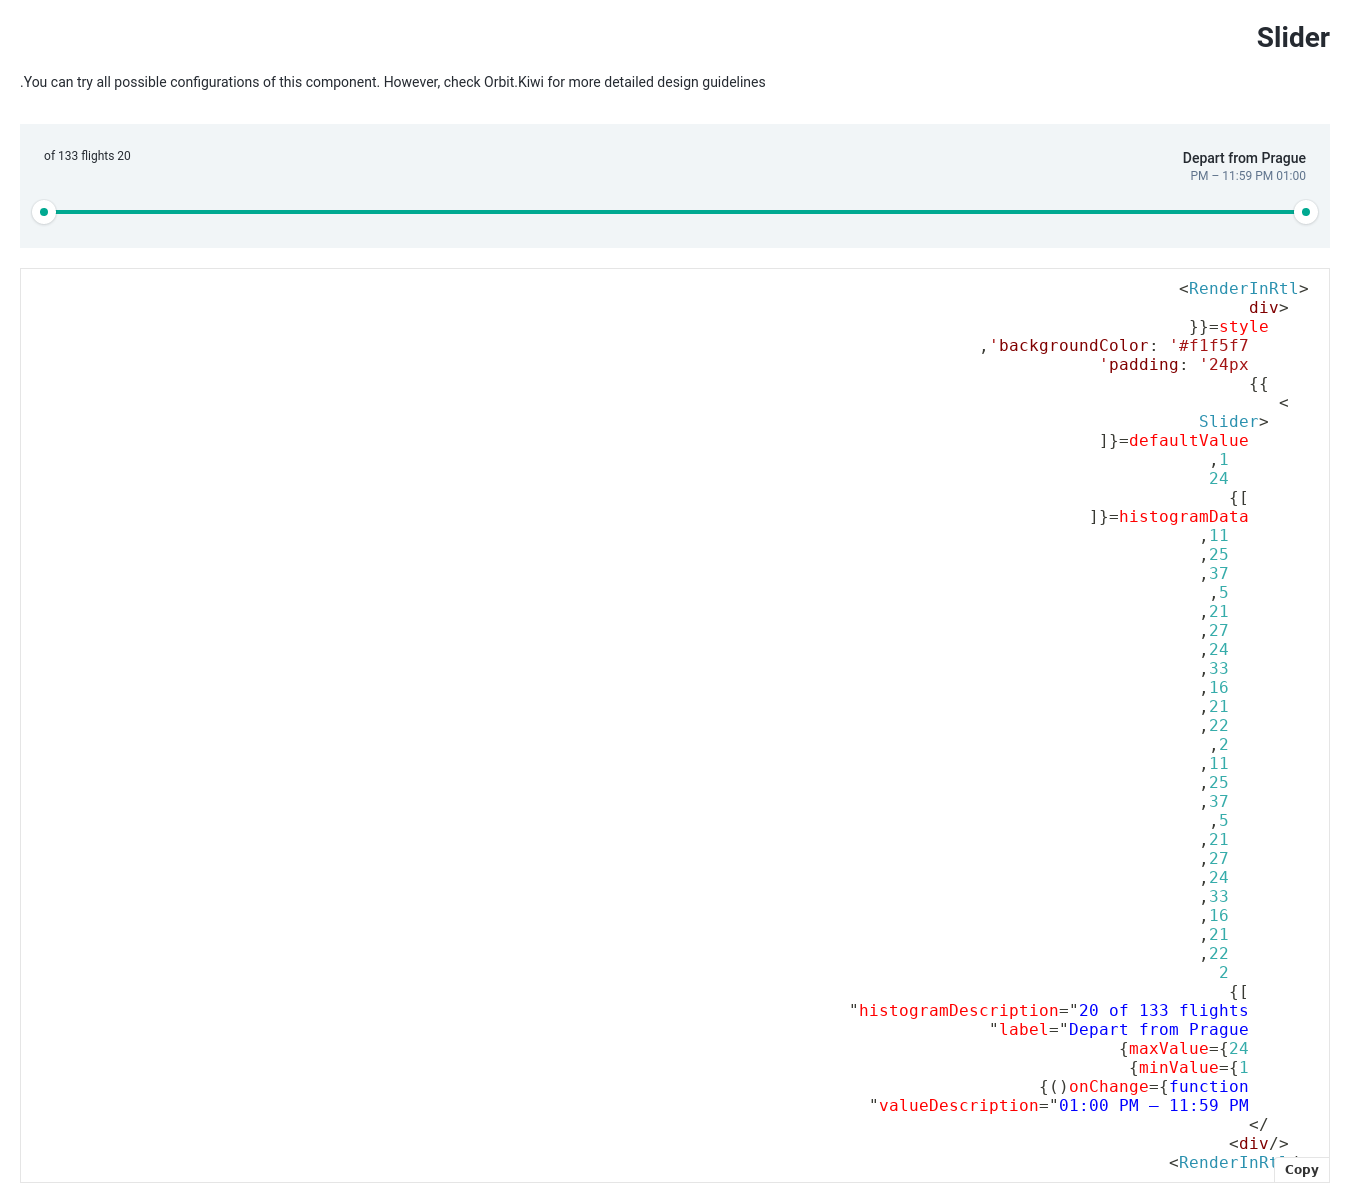 Slider
.You can try all possible configurations of this component. However, check Orbit.Kiwi for more detailed design guidelines
Depart from Prague
PM – 11:59 PM 01:00
of 133 flights 20
<RenderInRtl>
div>
}}=style
,'backgroundColor: '#f1f5f7
'padding: '24px
{{
<
Slider>
]}=defaultValue
,1
24
{[
]}=histogramData
,11
,25
,37
,5
,21
,27
,24
,33
,16
,21
,22
,2
,11
,25
,37
,5
,21
,27
,24
,33
,16
,21
,22
2
{[
"histogramDescription="20 of 133 flights
"label="Depart from Prague
{maxValue={24
{minValue={1
{()onChange={function
"valueDescription="01:00 PM – 11:59 PM
</
<div/>
<RenderInRtl
Copy